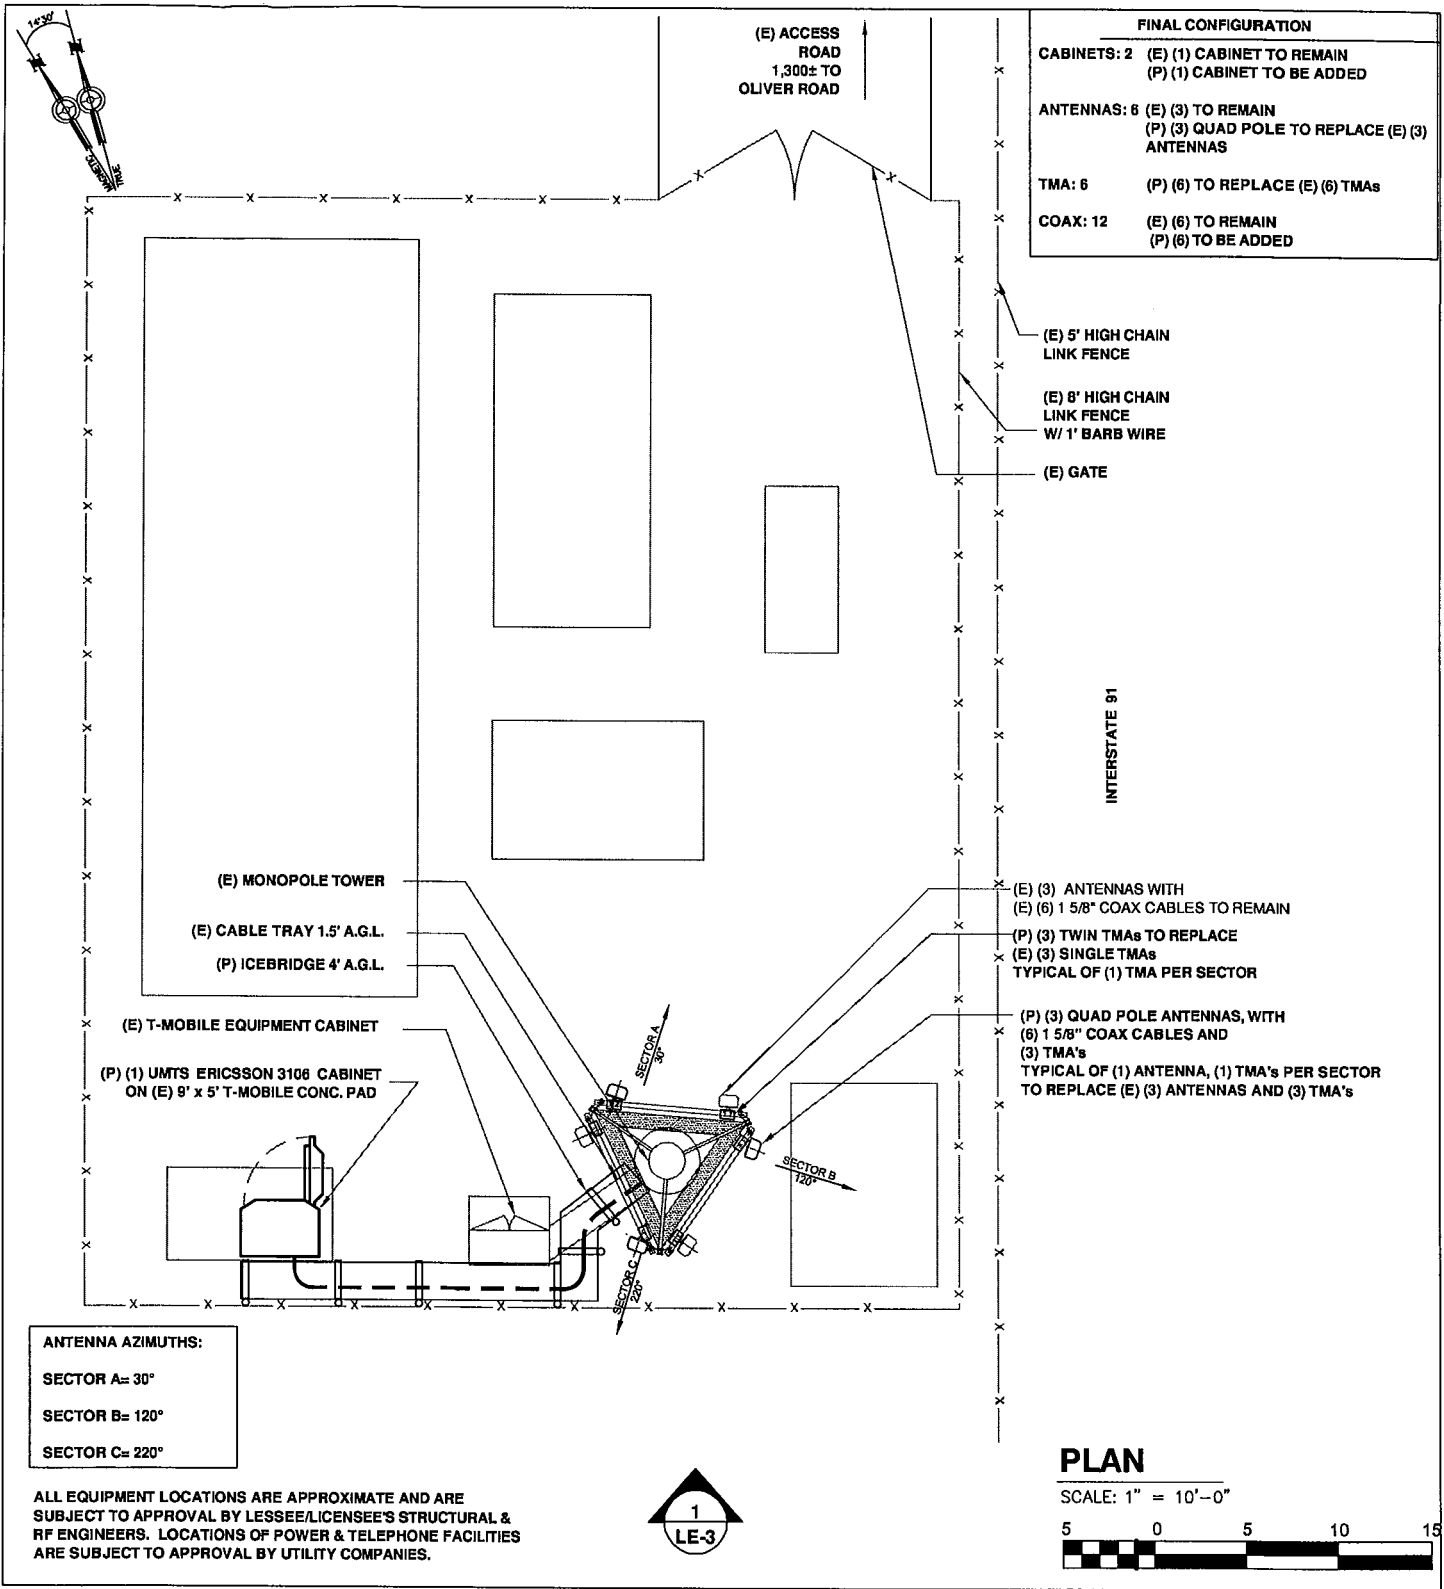 14°30'
N
N
MAGNETIC
TRUE
(E) ACCESS
ROAD
1,300± TO
OLIVER ROAD
FINAL CONFIGURATION
CABINETS: 2 (E) (1) CABINET TO REMAIN
(P) (1) CABINET TO BE ADDED
ANTENNAS: 6 (E) (3) TO REMAIN
(P) (3) QUAD POLE TO REPLACE (E) (3)
ANTENNAS
TMA: 6 (P) (6) TO REPLACE (E) (6) TMAs
COAX: 12 (E) (6) TO REMAIN
(P) (6) TO BE ADDED
(E) 5' HIGH CHAIN
LINK FENCE
(E) 8' HIGH CHAIN
LINK FENCE
W/ 1' BARB WIRE
(E) GATE
INTERSTATE 91
(E) MONOPOLE TOWER
(E) CABLE TRAY 1.5' A.G.L.
(P) ICEBRIDGE 4' A.G.L.
(E) T-MOBILE EQUIPMENT CABINET
(P) (1) UMTS ERICSSON 3106 CABINET
ON (E) 9' x 5' T-MOBILE CONC. PAD
(E) (3) ANTENNAS WITH
(E) (6) 1 5/8" COAX CABLES TO REMAIN
(P) (3) TWIN TMAs TO REPLACE
(E) (3) SINGLE TMAs
TYPICAL OF (1) TMA PER SECTOR
(P) (3) QUAD POLE ANTENNAS, WITH
(6) 1 5/8" COAX CABLES AND
(3) TMA's
TYPICAL OF (1) ANTENNA, (1) TMA's PER SECTOR
TO REPLACE (E) (3) ANTENNAS AND (3) TMA's
SECTOR A
30°
SECTOR B
120°
SECTOR C
220°
ANTENNA AZIMUTHS:
SECTOR A= 30°
SECTOR B= 120°
SECTOR C= 220°
ALL EQUIPMENT LOCATIONS ARE APPROXIMATE AND ARE
SUBJECT TO APPROVAL BY LESSEE/LICENSEE'S STRUCTURAL &
RF ENGINEERS. LOCATIONS OF POWER & TELEPHONE FACILITIES
ARE SUBJECT TO APPROVAL BY UTILITY COMPANIES.
1
LE-3
PLAN
SCALE: 1" = 10'-0"
5 0 5 10 15